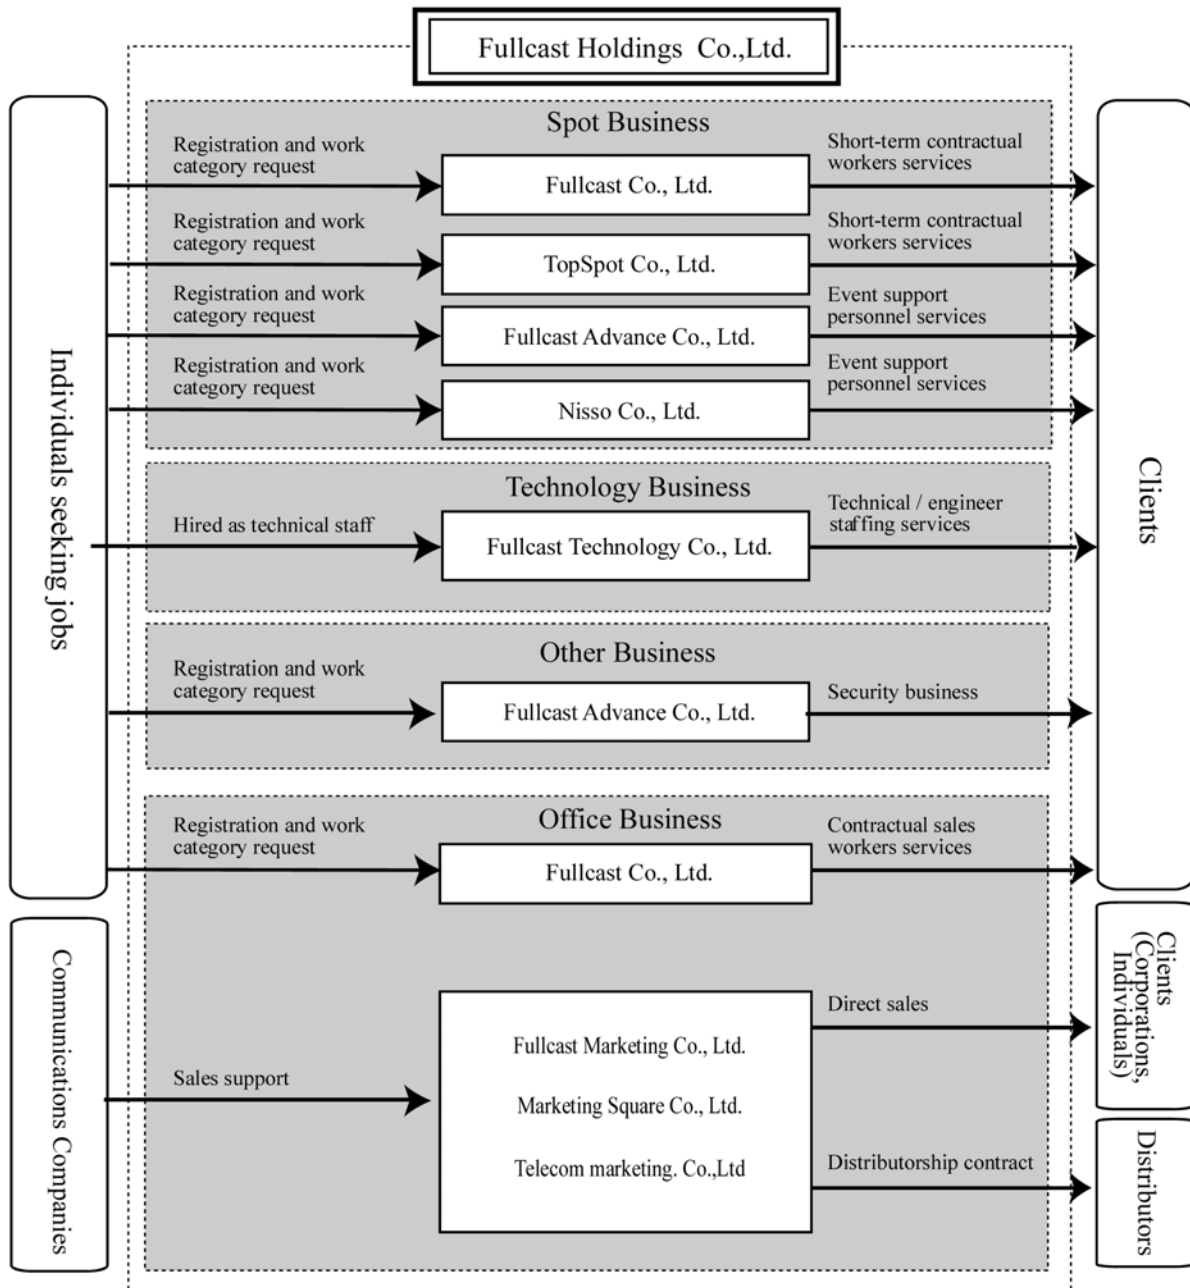 Fullcast Holdings Co.,Ltd.
Individuals seeking jobs
Spot Business
Registration and work
category request
Fullcast Co., Ltd.
Short-term contractual
workers services
Registration and work
category request
TopSpot Co., Ltd.
Short-term contractual
workers services
Registration and work
category request
Fullcast Advance Co., Ltd.
Event support
personnel services
Registration and work
category request
Nisso Co., Ltd.
Event support
personnel services
Technology Business
Hired as technical staff
Fullcast Technology Co., Ltd.
Technical / engineer
staffing services
Other Business
Registration and work
category request
Fullcast Advance Co., Ltd.
Security business
Office Business
Registration and work
category request
Fullcast Co., Ltd.
Contractual sales
workers services
Clients
Communications Companies
Sales support
Fullcast Marketing Co., Ltd.
Marketing Square Co., Ltd.
Telecom marketing. Co.,Ltd
Direct sales
Distributorship contract
Clients
(Corporations,
Individuals)
Distributors